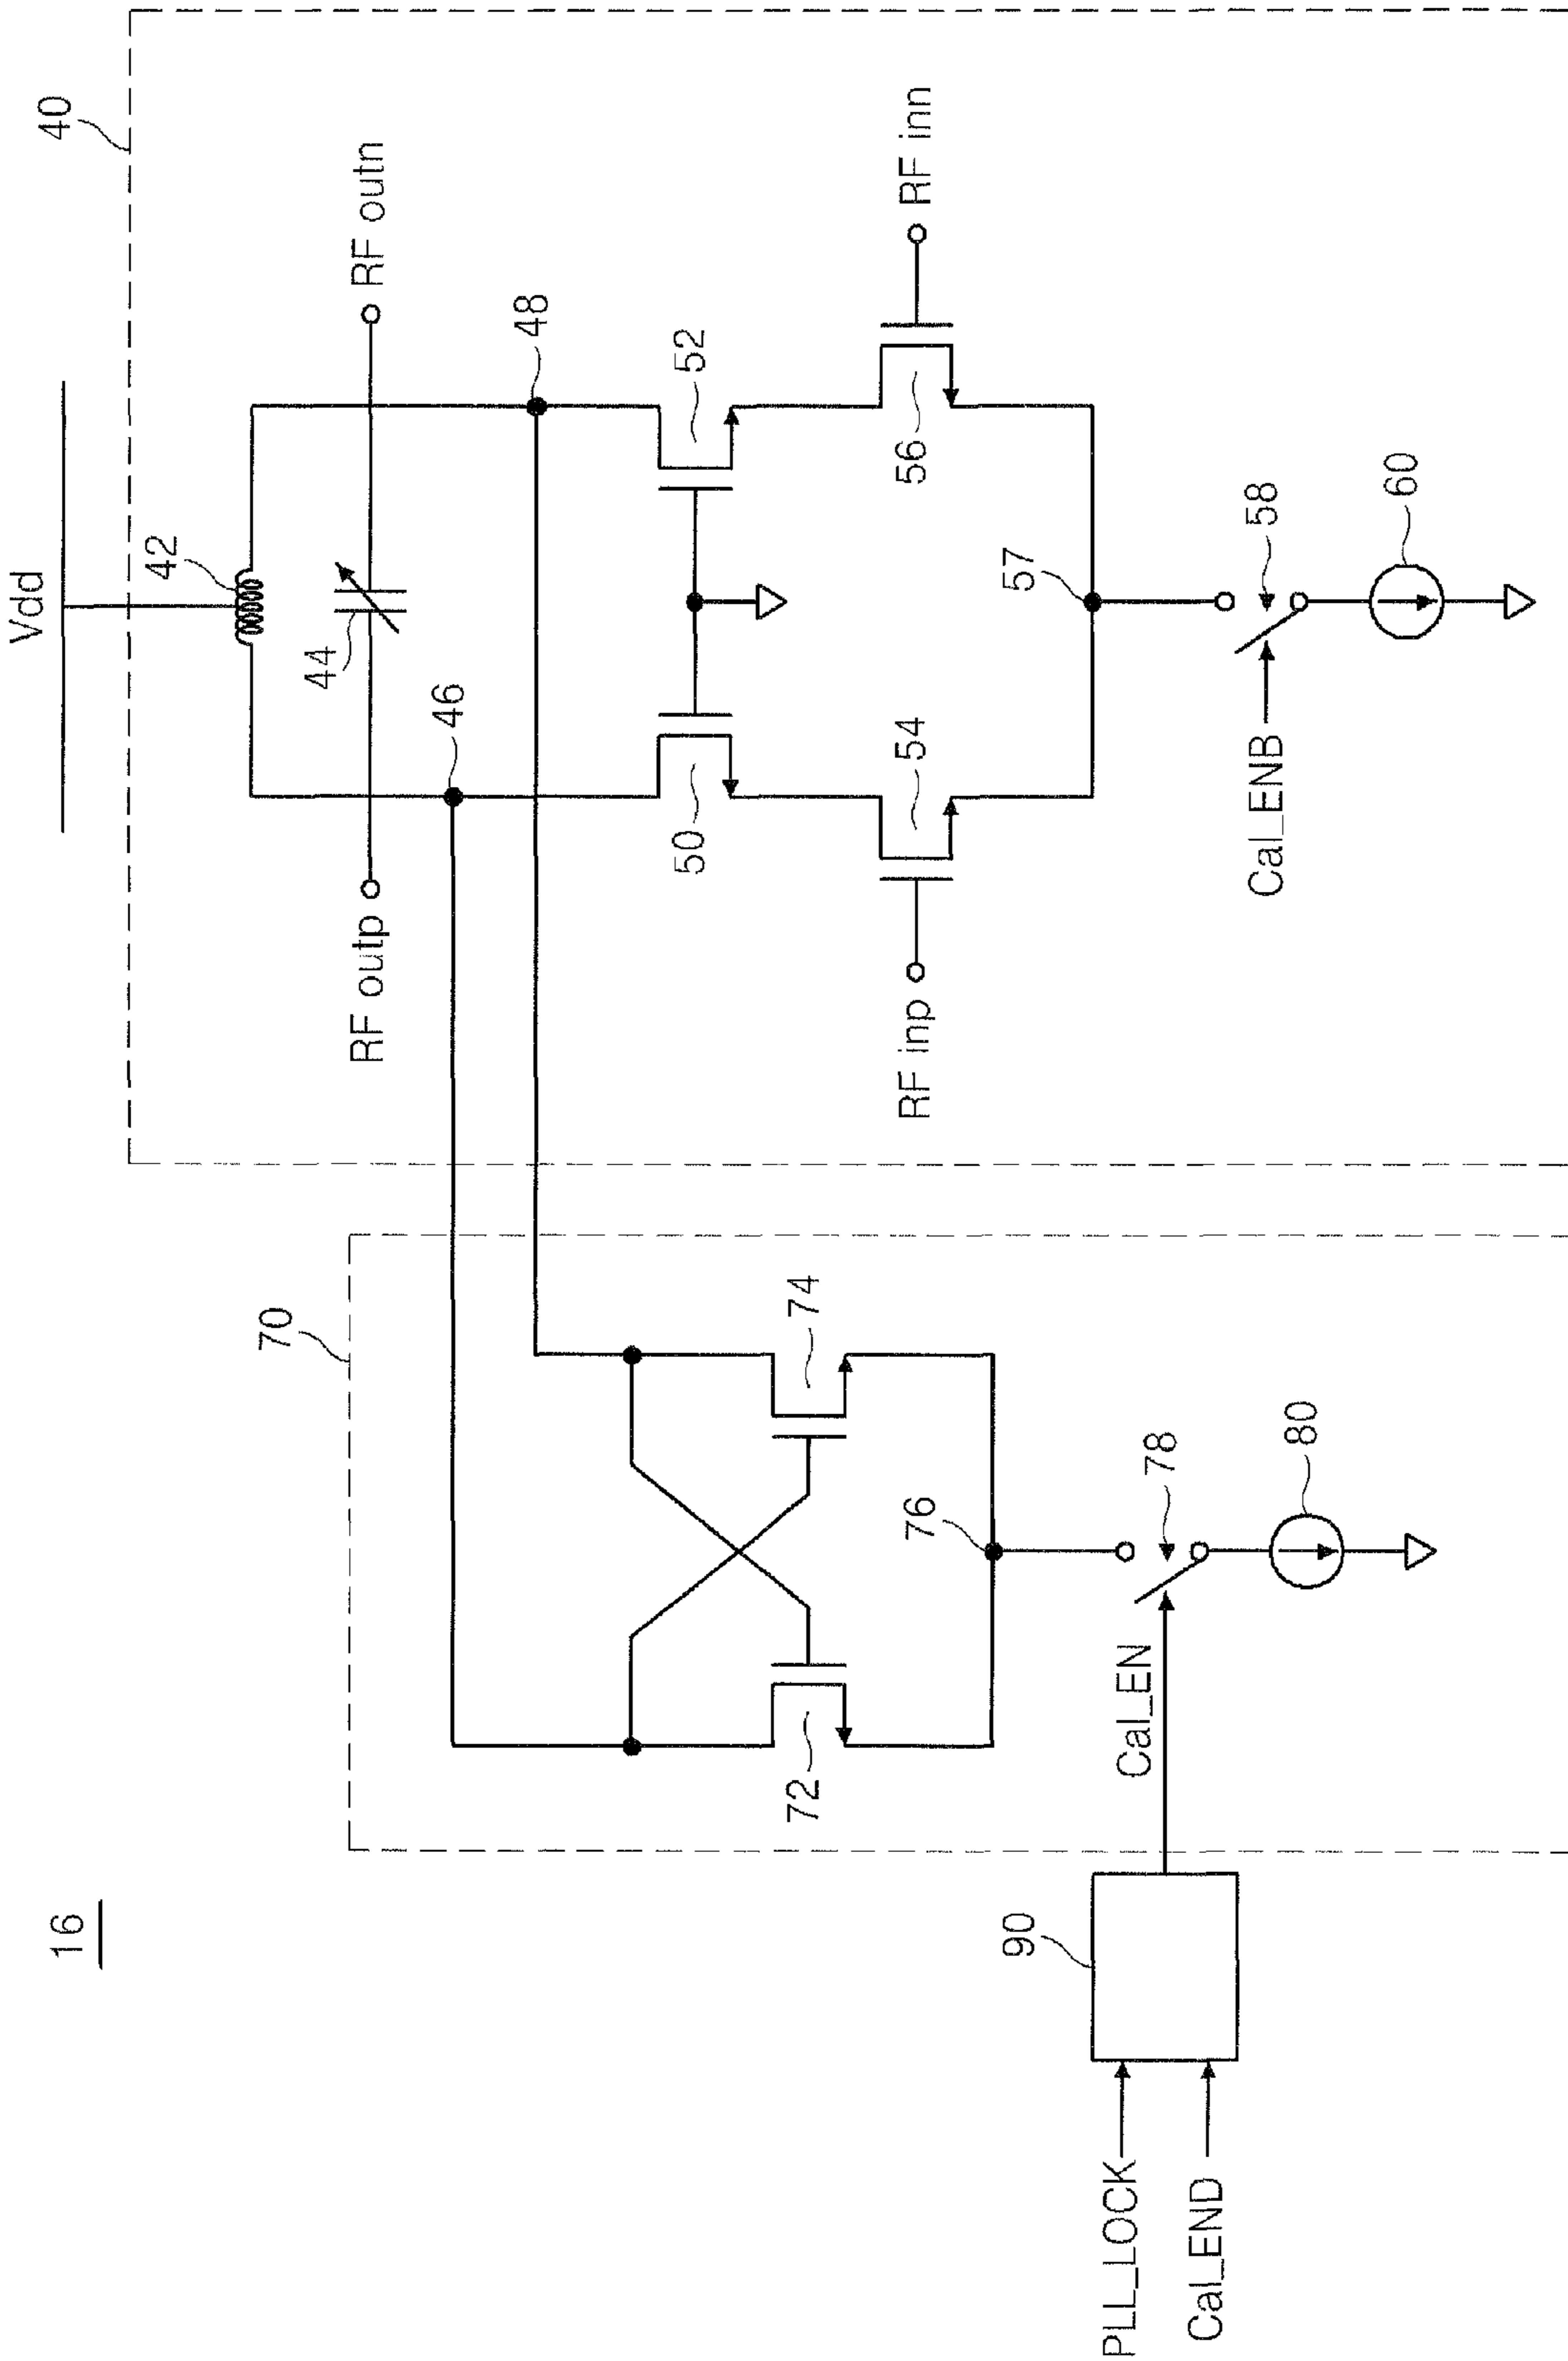 16
Vdd
40
42
44
RF outp
RF outn
46
48
50
52
RF inp
54
56
RF inn
57
Cal_ENB
58
60
70
72
74
76
Cal_EN
78
80
90
PLL_LOCK
Cal_END